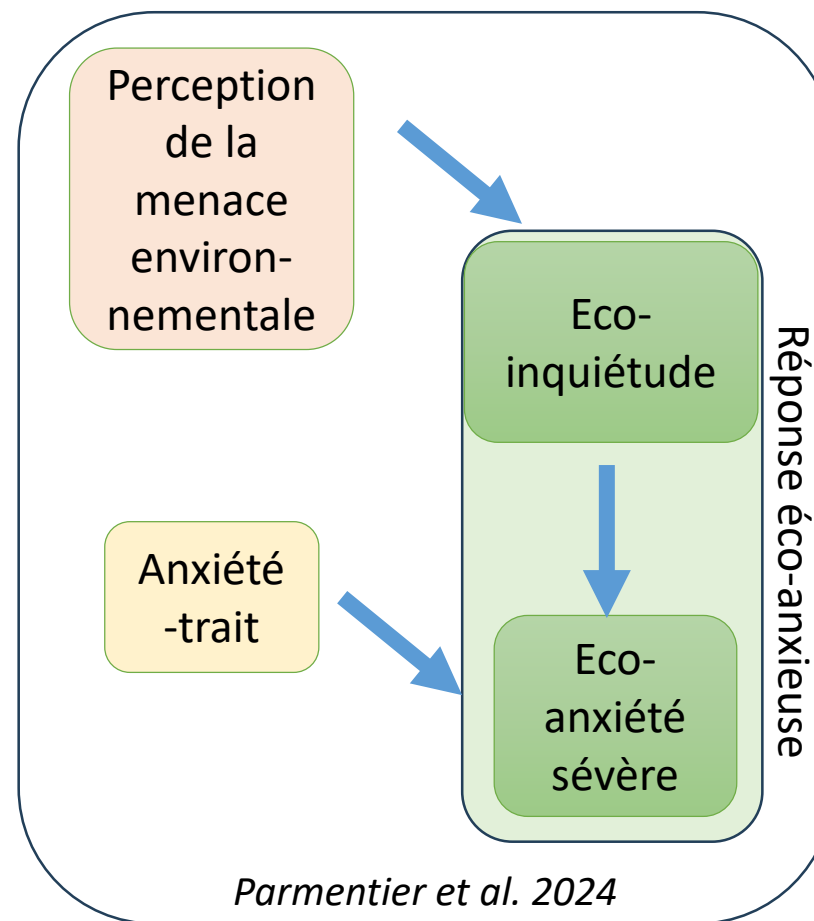 Perception
de la
menace
environ-
nementale
Eco-
inquiétude
Réponse éco-anxieuse
Anxiété
-trait
Eco-
anxiété
sévère
Parmentier et al. 2024